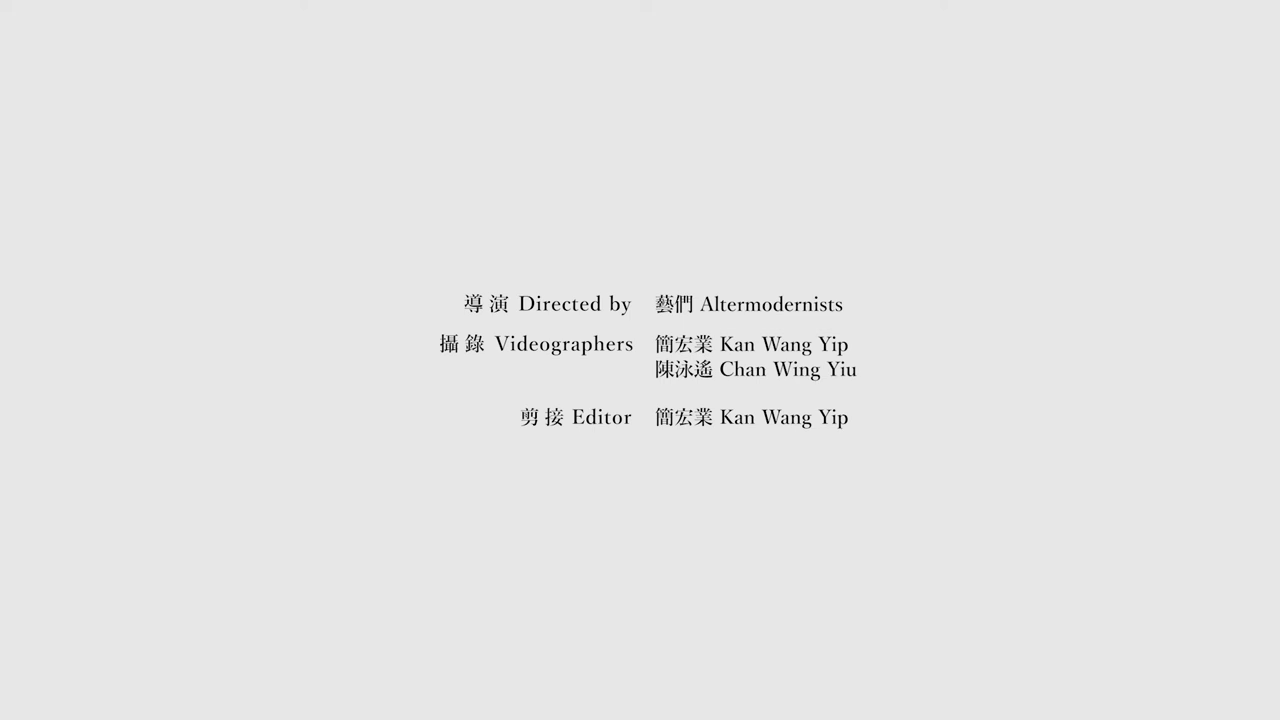 導演 Directed by 藝們 Altermodernists
攝錄 Videographers 簡宏業 Kan Wang Yip
陳泳遙 Chan Wing Yiu
剪接 Editor 簡宏業 Kan Wang Yip